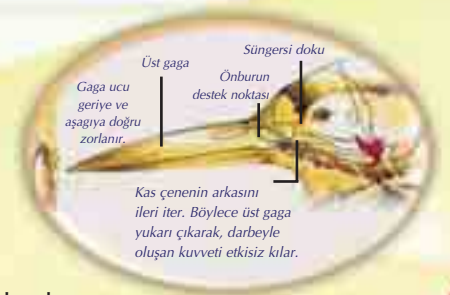 Süngersi doku
Üst gaga
Önburun
destek noktası
Gaga ucu
geriye ve
aşagıya doğru
zorlanır.
Kas çenenin arkasını
ileri iter. Böylece üst gaga
yukarı çıkarak, darbeyle
oluşan kuvveti etkisiz kılar.